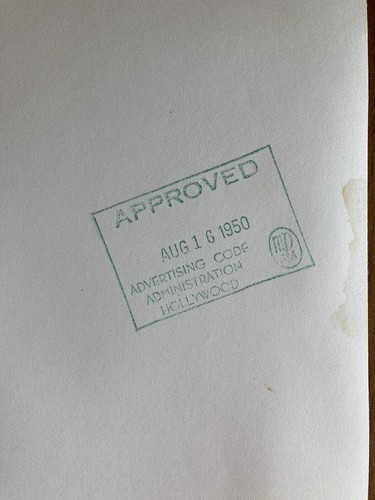 APPROVED
AUG 16 1950
ADVERTISING CODE
ADMINISTRATION
HOLLYWOOD